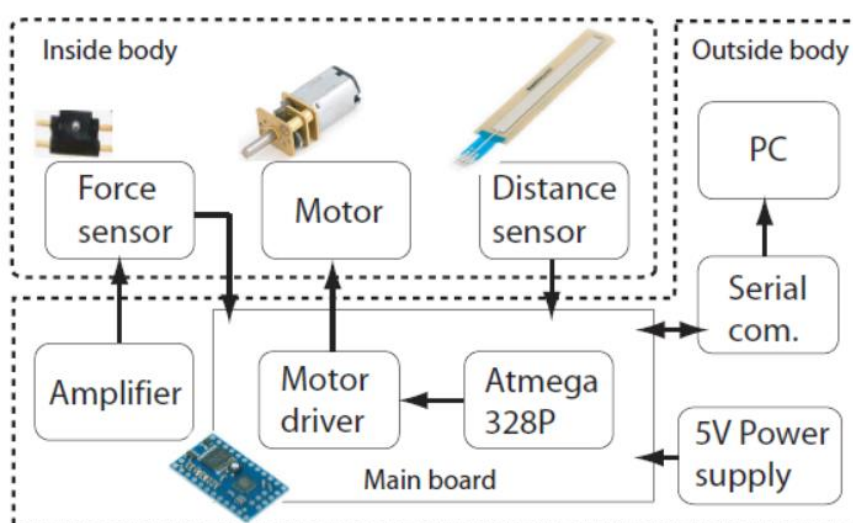 Inside body
Outside body
Force
sensor
Motor
Distance
sensor
PC
Serial
com.
Amplifier
Motor
driver
Atmega
328P
5V Power
supply
Main board